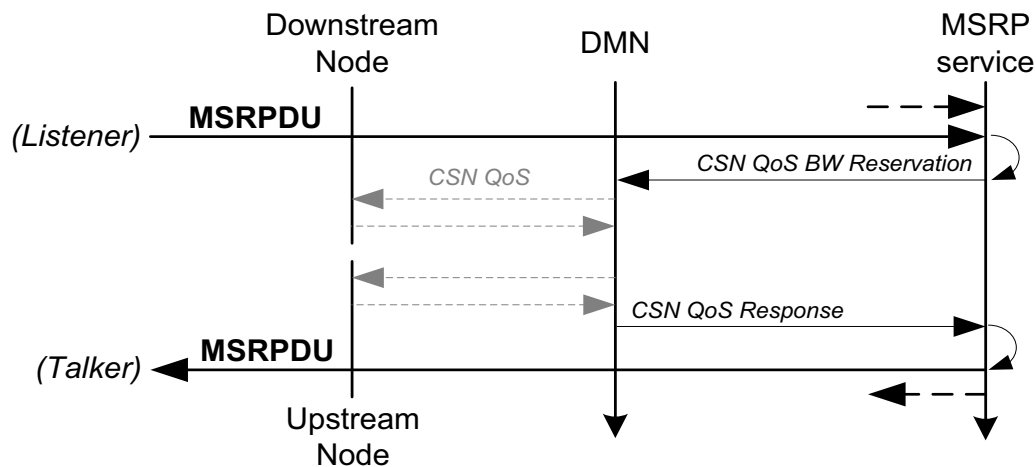 Downstream
Node
DMN
MSRP
service
(Listener)
MSRPDU
CSN QoS
CSN QoS BW Reservation
CSN QoS Response
(Talker)
MSRPDU
Upstream
Node